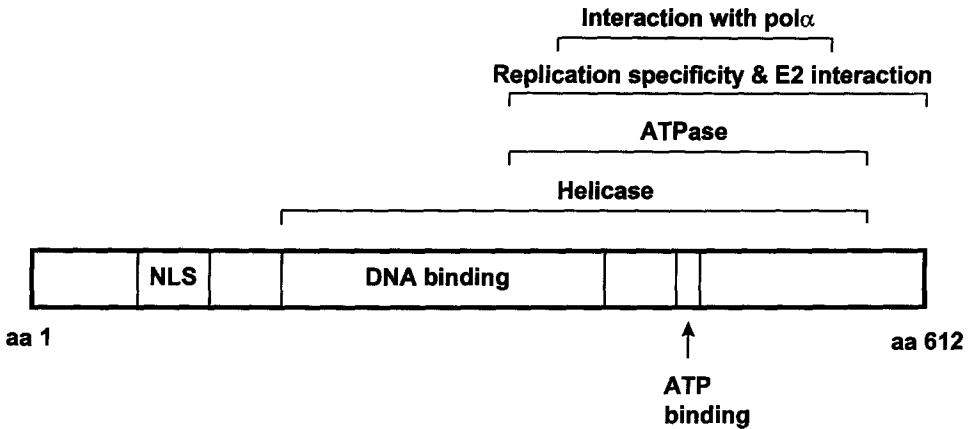 Interaction with polα
Replication specificity & E2 interaction
ATPase
Helicase
NLS
DNA binding
aa 1
aa 612
ATP
binding